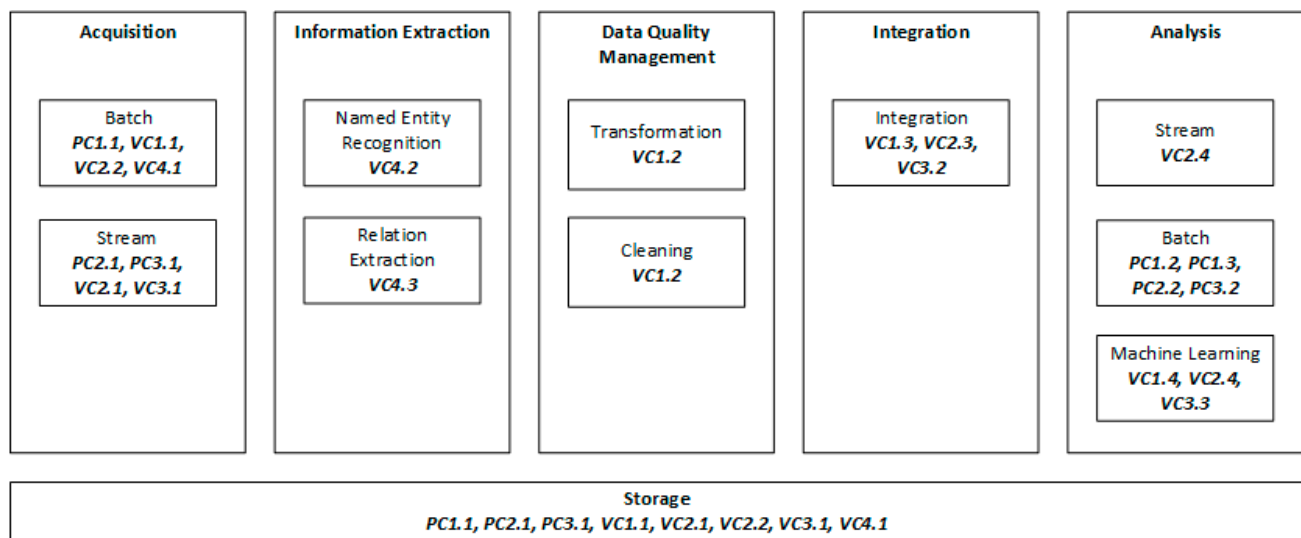 Acquisition
Batch
PC1.1, VC1.1,
VC2.2, VC4.1
Stream
PC2.1, PC3.1,
VC2.1, VC3.1
Information Extraction
Named Entity
Recognition
VC4.2
Relation
Extraction
VC4.3
Data Quality
Management
Transformation
VC1.2
Cleaning
VC1.2
Integration
Integration
VC1.3, VC2.3,
VC3.2
Analysis
Stream
VC2.4
Batch
PC1.2, PC1.3,
PC2.2, PC3.2
Machine Learning
VC1.4, VC2.4,
VC3.3
Storage
PC1.1, PC2.1, PC3.1, VC1.1, VC2.1, VC2.2, VC3.1, VC4.1